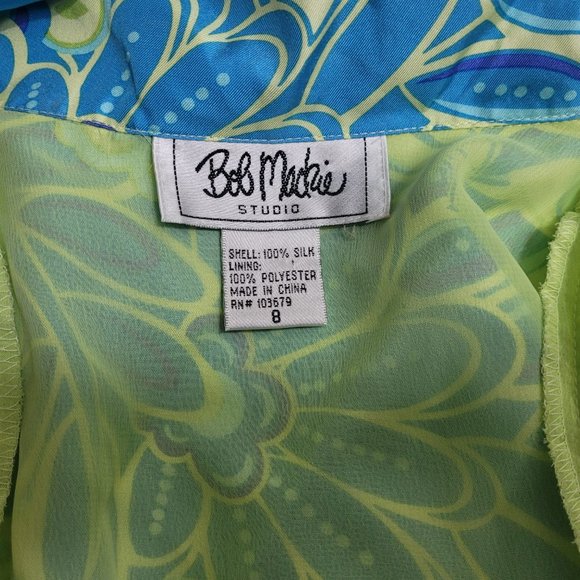 Bob Mackie
STUDIO
SHELL: 100% SILK
LINING:
100% POLYESTER
MADE IN CHINA
RN# 103679
8